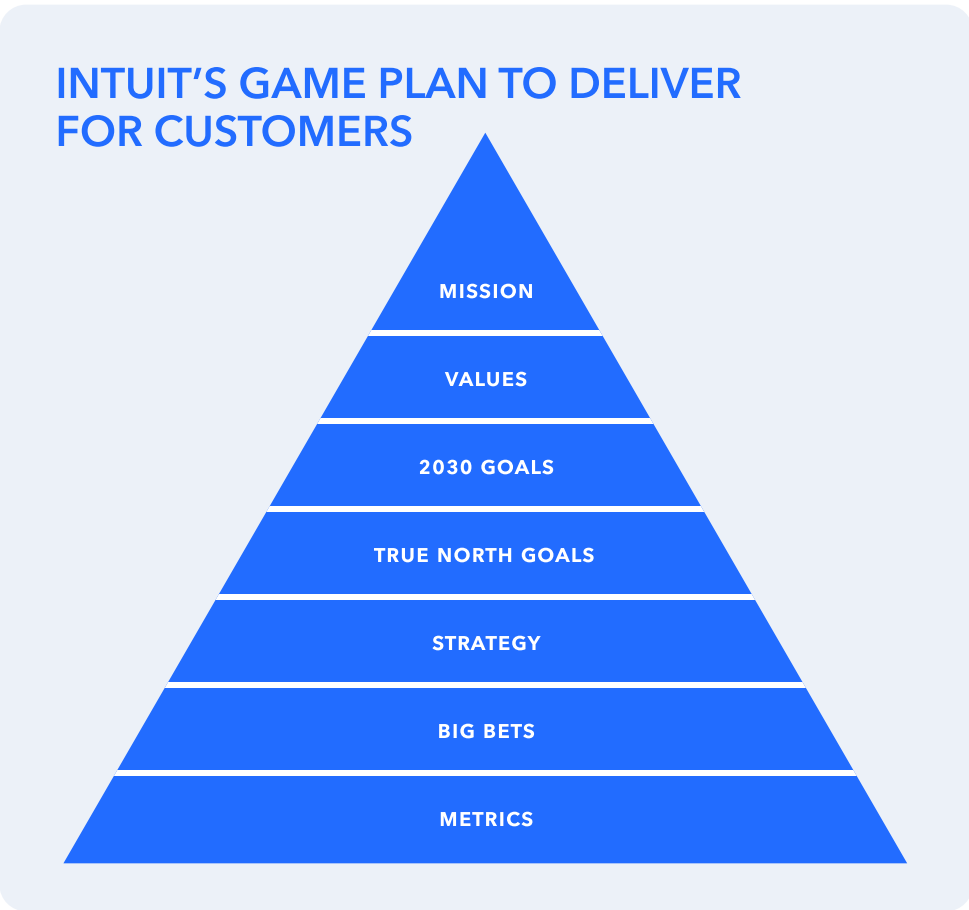 INTUIT’S GAME PLAN TO DELIVER
FOR CUSTOMERS
MISSION
VALUES
2030 GOALS
TRUE NORTH GOALS
STRATEGY
BIG BETS
METRICS